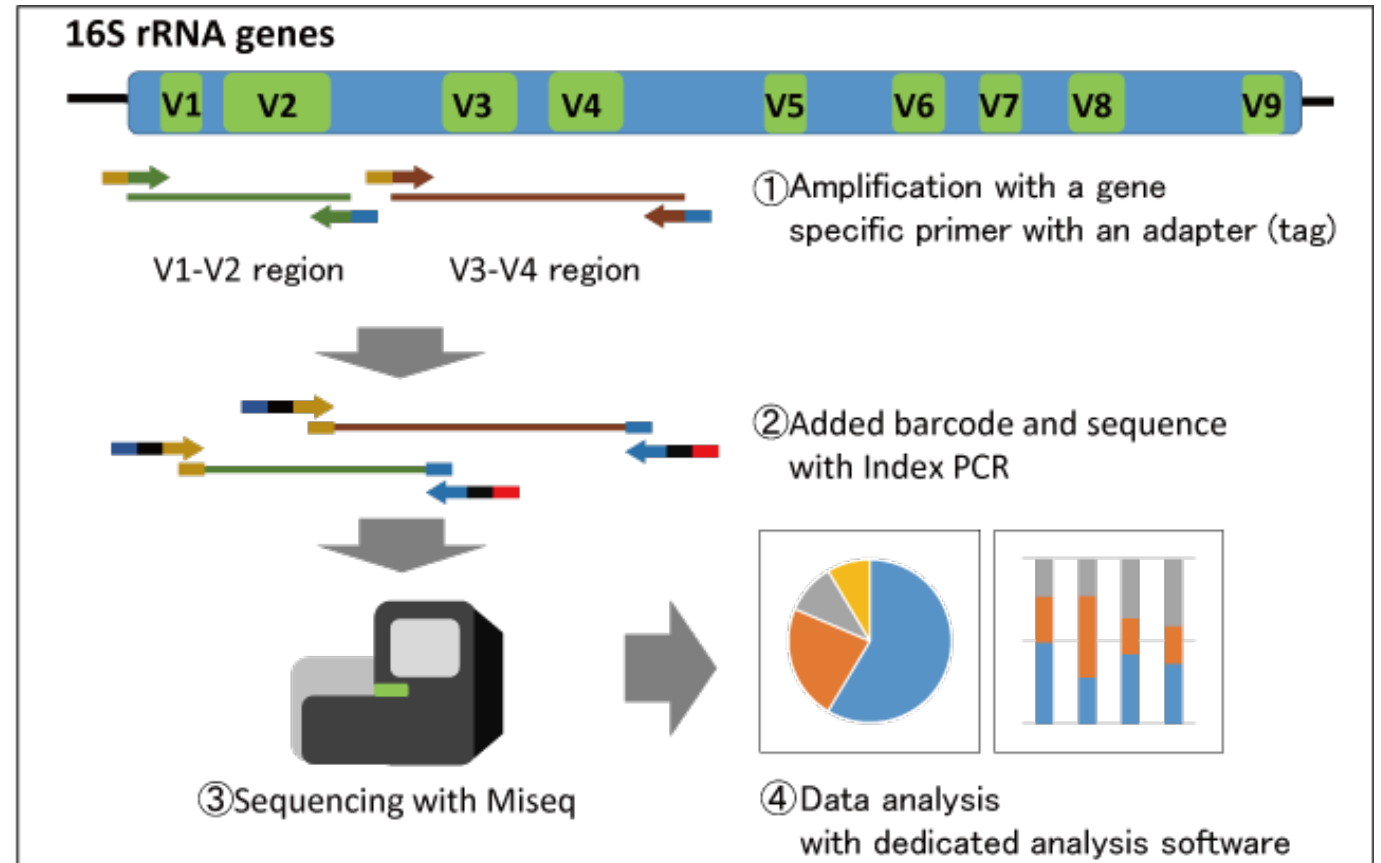 16S rRNA genes
V1 V2 V3 V4 V5 V6 V7 V8 V9
①Amplification with a gene
specific primer with an adapter (tag)
V1-V2 region
V3-V4 region
②Added barcode and sequence
with Index PCR
③Sequencing with Miseq
④Data analysis
with dedicated analysis software